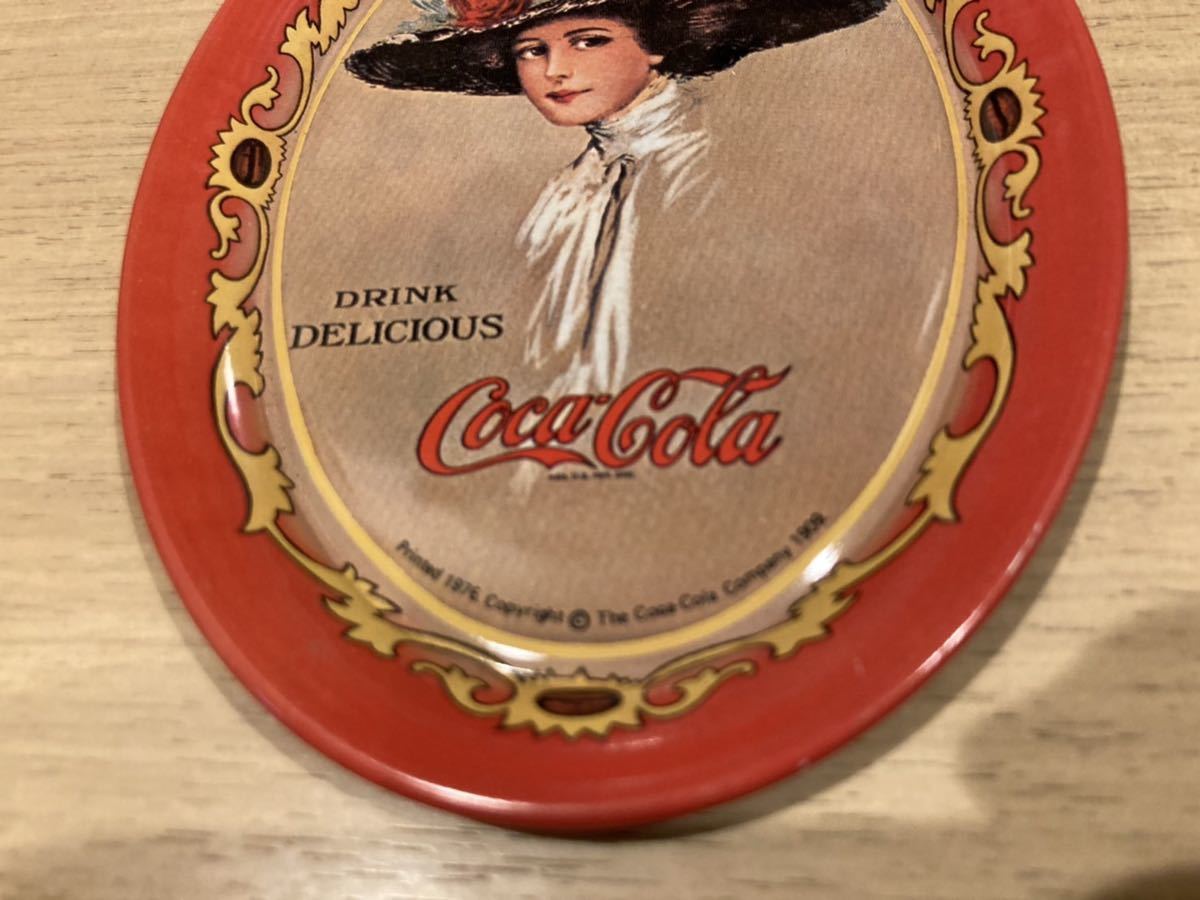 DRINK
DELICIOUS
Coca-Cola
Printed 1976, Copyright © The Coca Cola Company 1909